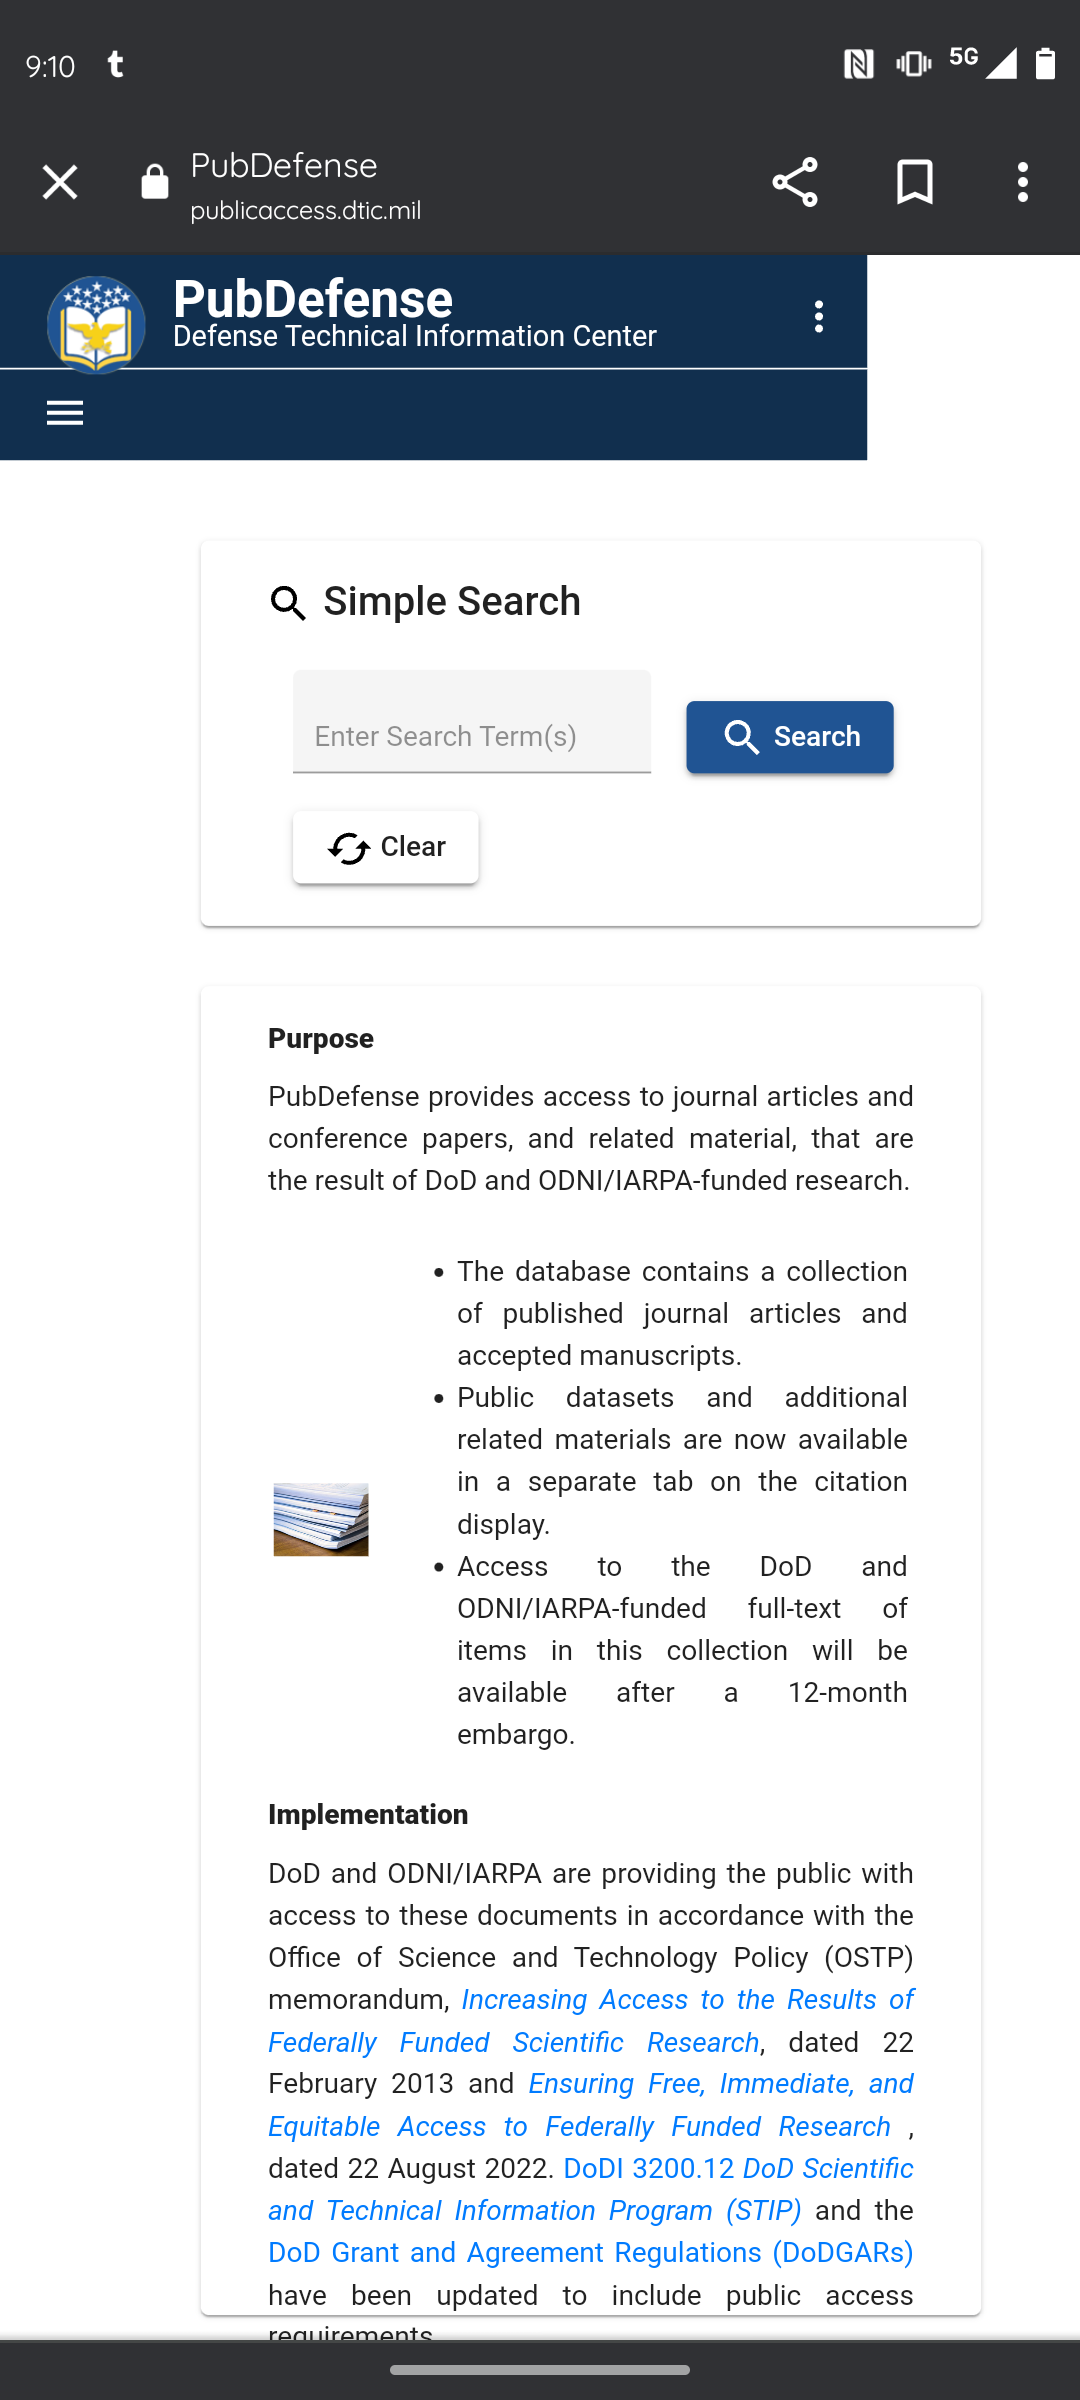 9:10 t 5G
PubDefense
publicaccess.dtic.mil
PubDefense
Defense Technical Information Center
Simple Search
Enter Search Term(s)
Search
Clear
Purpose
PubDefense provides access to journal articles and
conference papers, and related material, that are
the result of DoD and ODNI/IARPA-funded research.
• The database contains a collection
of published journal articles and
accepted manuscripts.
• Public datasets and additional
related materials are now available
in a separate tab on the citation
display.
• Access to the DoD and
ODNI/IARPA-funded full-text of
items in this collection will be
available after a 12-month
embargo.
Implementation
DoD and ODNI/IARPA are providing the public with
access to these documents in accordance with the
Office of Science and Technology Policy (OSTP)
memorandum, Increasing Access to the Results of
Federally Funded Scientific Research, dated 22
February 2013 and Ensuring Free, Immediate, and
Equitable Access to Federally Funded Research ,
dated 22 August 2022. DoDI 3200.12 DoD Scientific
and Technical Information Program (STIP) and the
DoD Grant and Agreement Regulations (DoDGARs)
have been updated to include public access
requirements